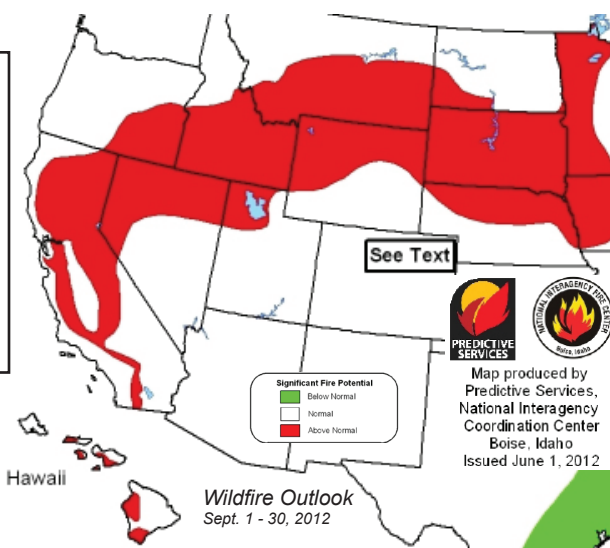 See Text
PREDICTIVE
SERVICES
NATIONAL INTERAGENCY FIRE CENTER
Boise, Idaho
Map produced by
Predictive Services,
National Interagency
Coordination Center
Boise, Idaho
Issued June 1, 2012
Significant Fire Potential
Below Normal
Normal
Above Normal
Hawaii
Wildfire Outlook
Sept. 1 - 30, 2012